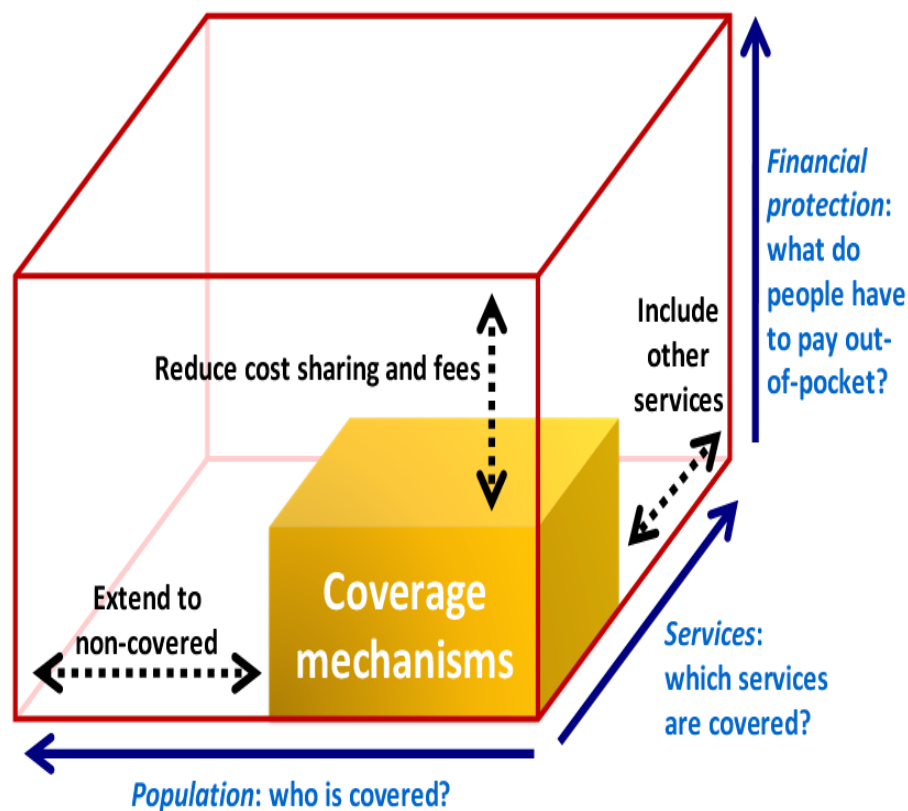 Financial
protection:
what do
people have
to pay out-
of-pocket?
Include
other
services
Reduce cost sharing and fees
Extend to
non-covered
Coverage
mechanisms
Services:
which services
are covered?
Population: who is covered?